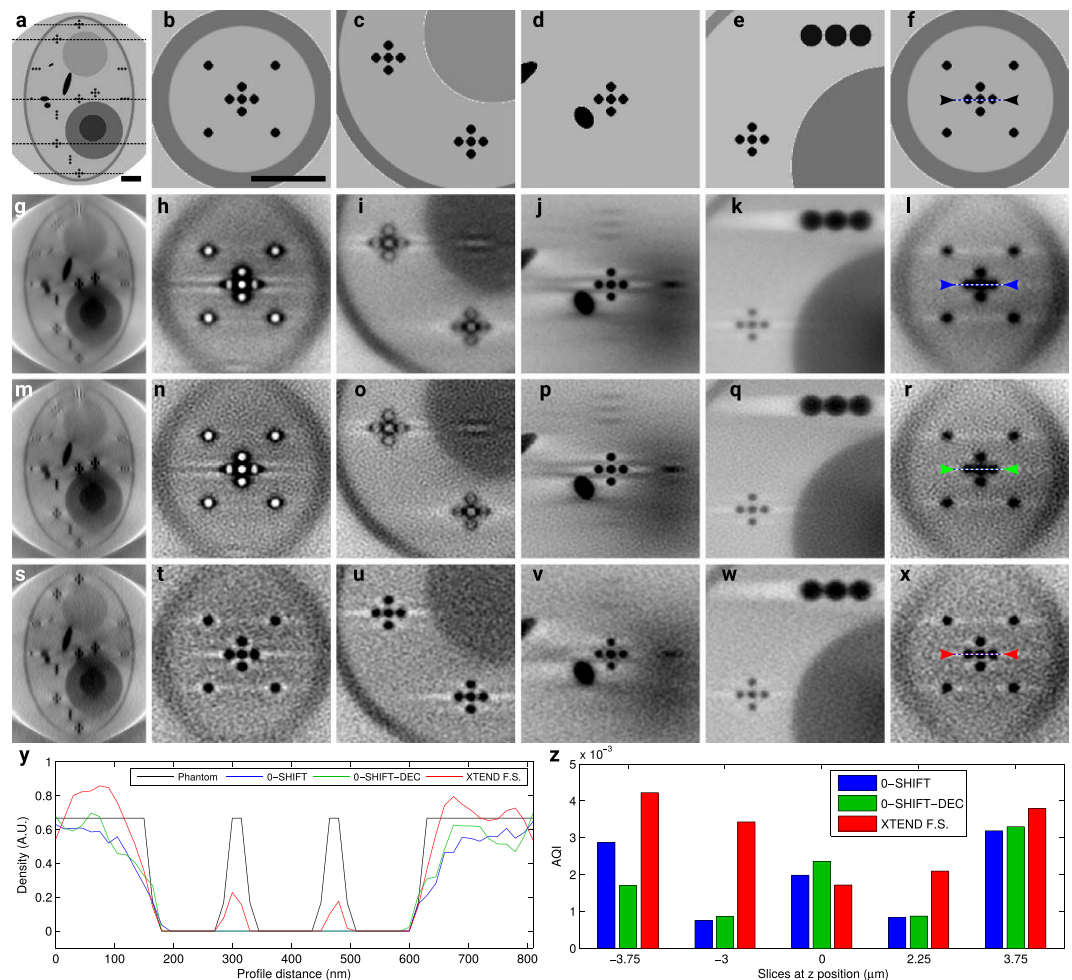 a b c d e f
g h i j k l
m n o p q r
s t u v w x
y
Phantom 0−SHIFT 0−SHIFT−DEC XTEND F.S.
Density (A.U.)
1
0.8
0.6
0.4
0.2
0
0 100 200 300 400 500 600 700 800
Profile distance (nm)
z
x 10⁻³
0−SHIFT
0−SHIFT−DEC
XTEND F.S.
AQI
5
4
3
2
1
0
−3.75 −3 0 2.25 3.75
Slices at z position (μm)